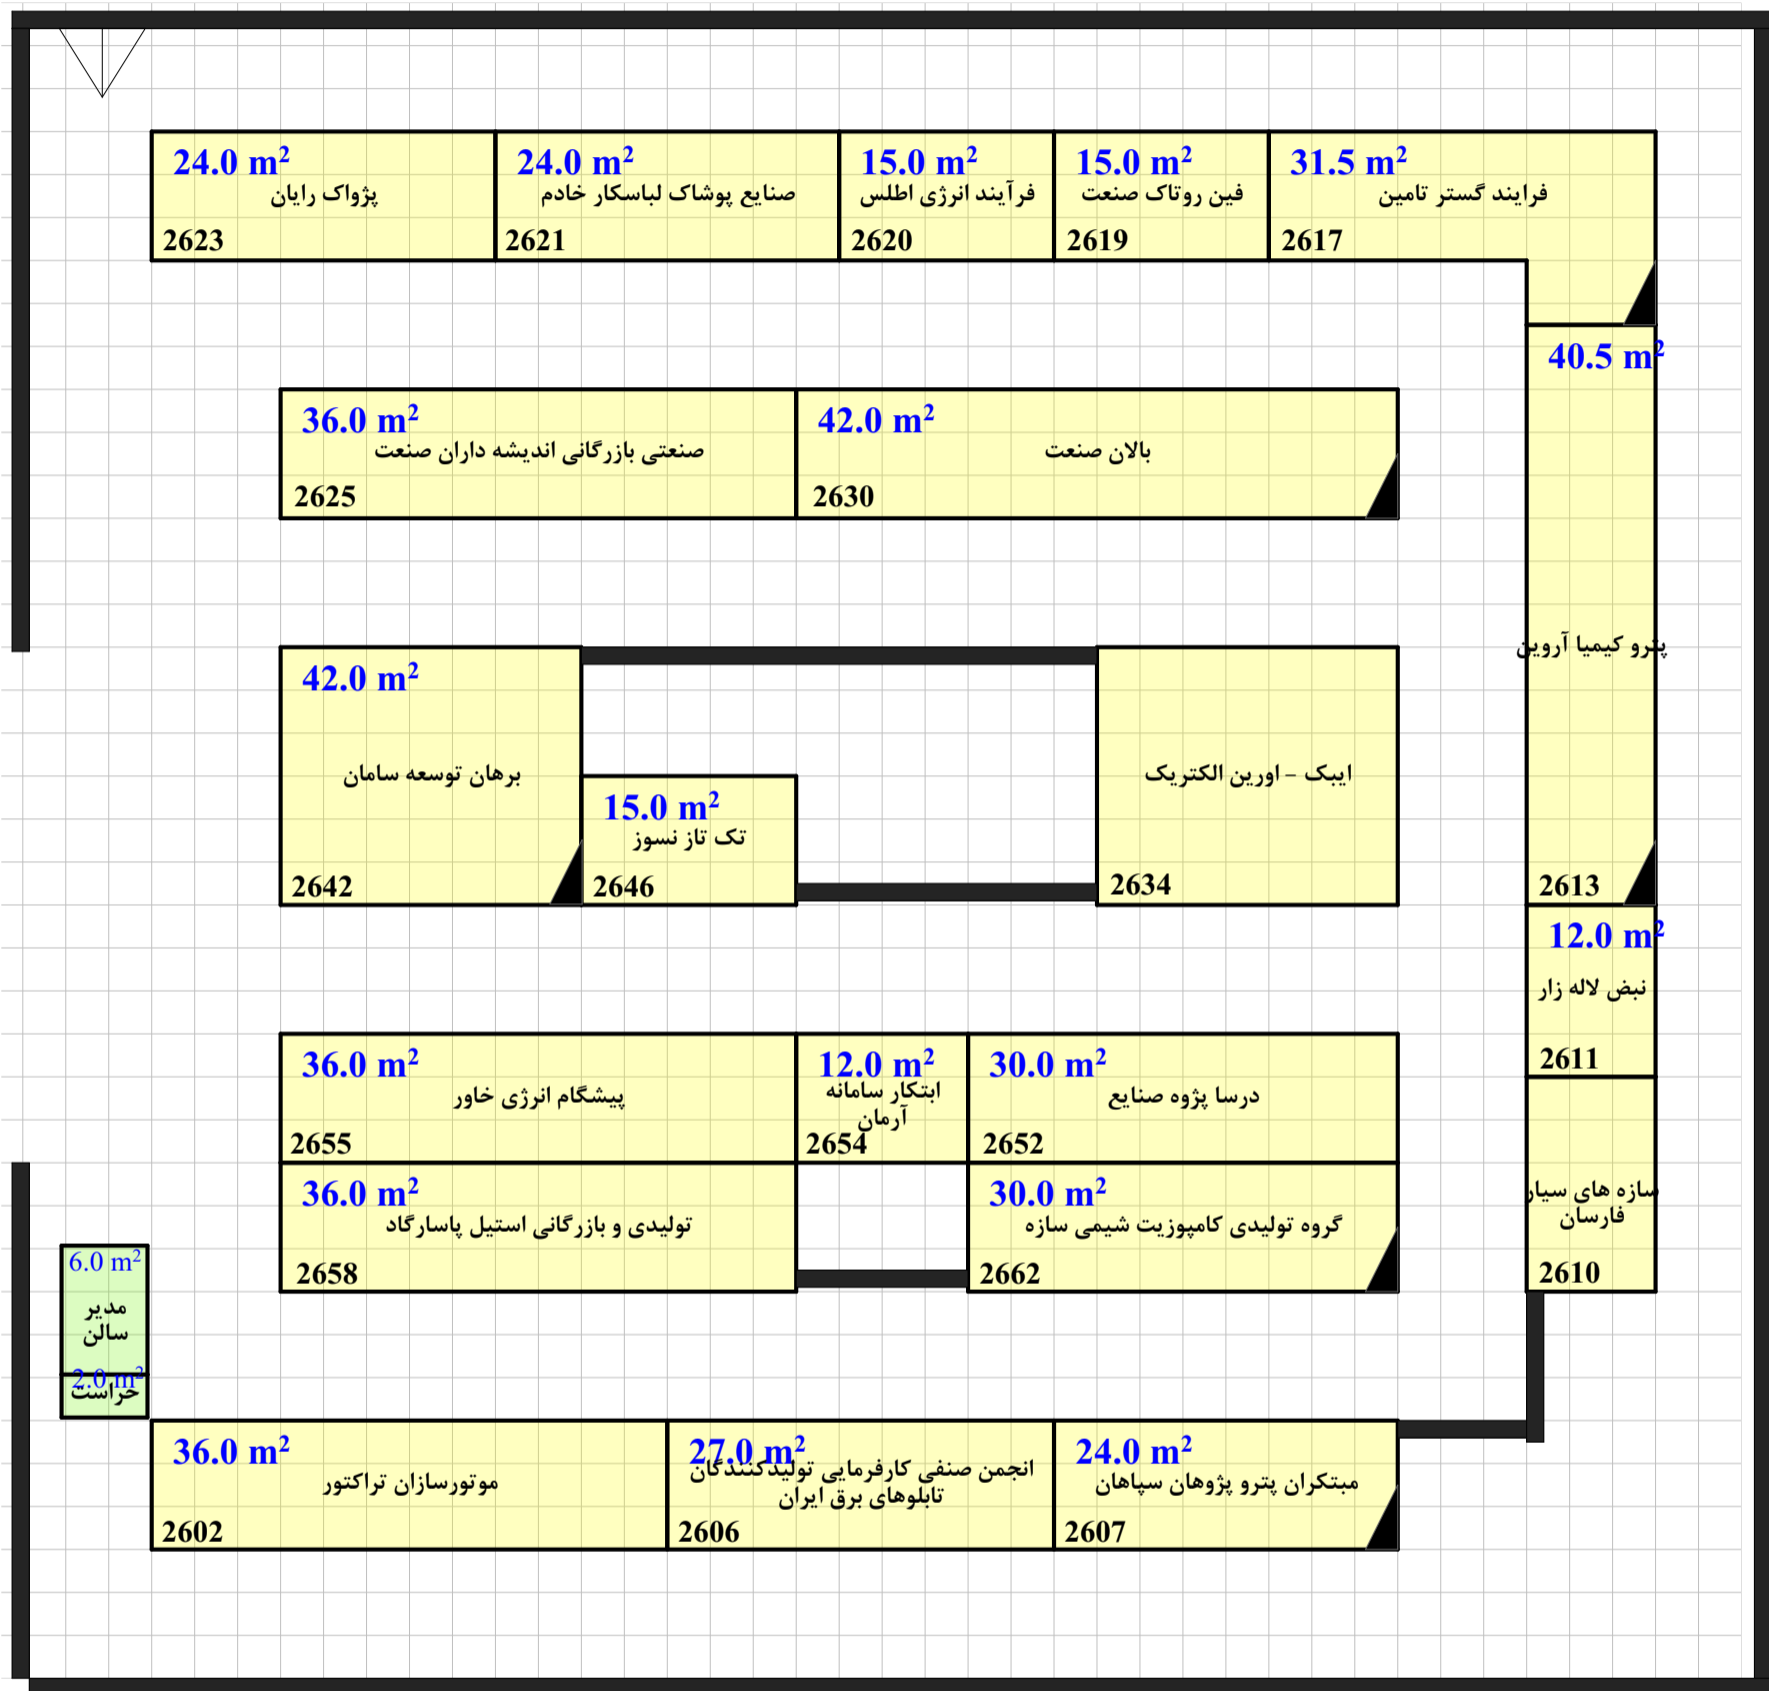 24.0 m²
پژواک رایان
2623
24.0 m²
صنایع پوشاک لباسکار خادم
2621
15.0 m²
فرآیند انرژی اطلس
2620
15.0 m²
فین روتاک صنعت
2619
31.5 m²
فرایند گستر تامین
2617
40.5 m²
پترو کیمیا آروین
2613
36.0 m²
صنعتی بازرگانی اندیشه داران صنعت
2625
42.0 m²
بالان صنعت
2630
42.0 m²
برهان توسعه سامان
2642
15.0 m²
تک تاز نسوز
2646
ایبک - اورین الکتریک
2634
12.0 m²
نبض لاله زار
2611
36.0 m²
پیشگام انرژی خاور
2655
12.0 m²
ابتکار سامانه
آرمان
2654
30.0 m²
درسا پژوه صنایع
2652
36.0 m²
تولیدی و بازرگانی استیل پاسارگاد
2658
30.0 m²
گروه تولیدی کامپوزیت شیمی سازه
2662
سازه های سیار
فارسان
2610
6.0 m²
مدیر
سالن
2.0 m²
حراست
36.0 m²
موتورسازان تراکتور
2602
27.0 m²
انجمن صنفی کارفرمایی تولیدکنندگان
تابلوهای برق ایران
2606
24.0 m²
مبتکران پترو پژوهان سپاهان
2607